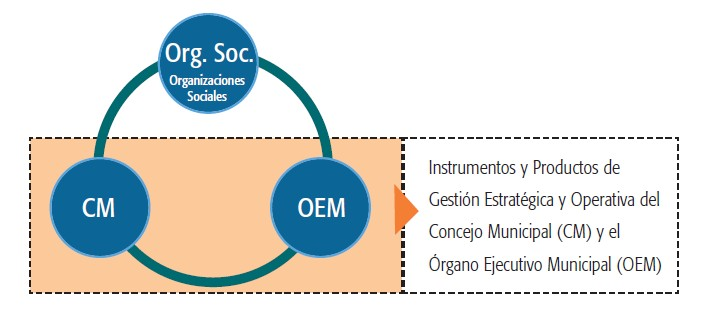 Org. Soc.
Organizaciones
Sociales
CM
OEM
Instrumentos y Productos de
Gestión Estratégica y Operativa del
Concejo Municipal (CM) y el
Órgano Ejecutivo Municipal (OEM)